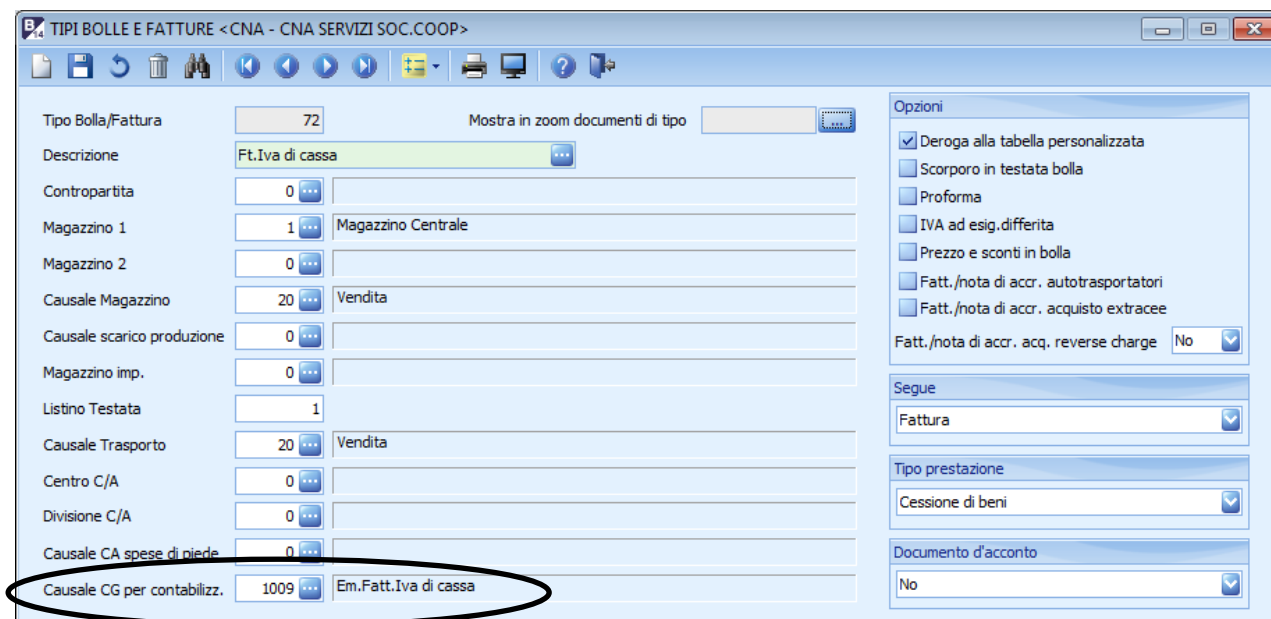 TIPI BOLLE E FATTURE <CNA - CNA SERVIZI SOC.COOP>
Tipo Bolla/Fattura 72 Mostra in zoom documenti di tipo ...
Descrizione Ft.Iva di cassa
Contropartita 0
Magazzino 1 1 Magazzino Centrale
Magazzino 2 0
Causale Magazzino 20 Vendita
Causale scarico produzione 0
Magazzino imp. 0
Listino Testata 1
Causale Trasporto 20 Vendita
Centro C/A 0
Divisione C/A 0
Causale CA spese di piede 0
Causale CG per contabilizz. 1009 Em.Fatt.Iva di cassa
Opzioni
Deroga alla tabella personalizzata
Scorporo in testata bolla
Proforma
IVA ad esig.differita
Prezzo e sconti in bolla
Fatt./nota di accr. autotrasportatori
Fatt./nota di accr. acquisto extracee
Fatt./nota di accr. acq. reverse charge No
Segue
Fattura
Tipo prestazione
Cessione di beni
Documento d'acconto
No